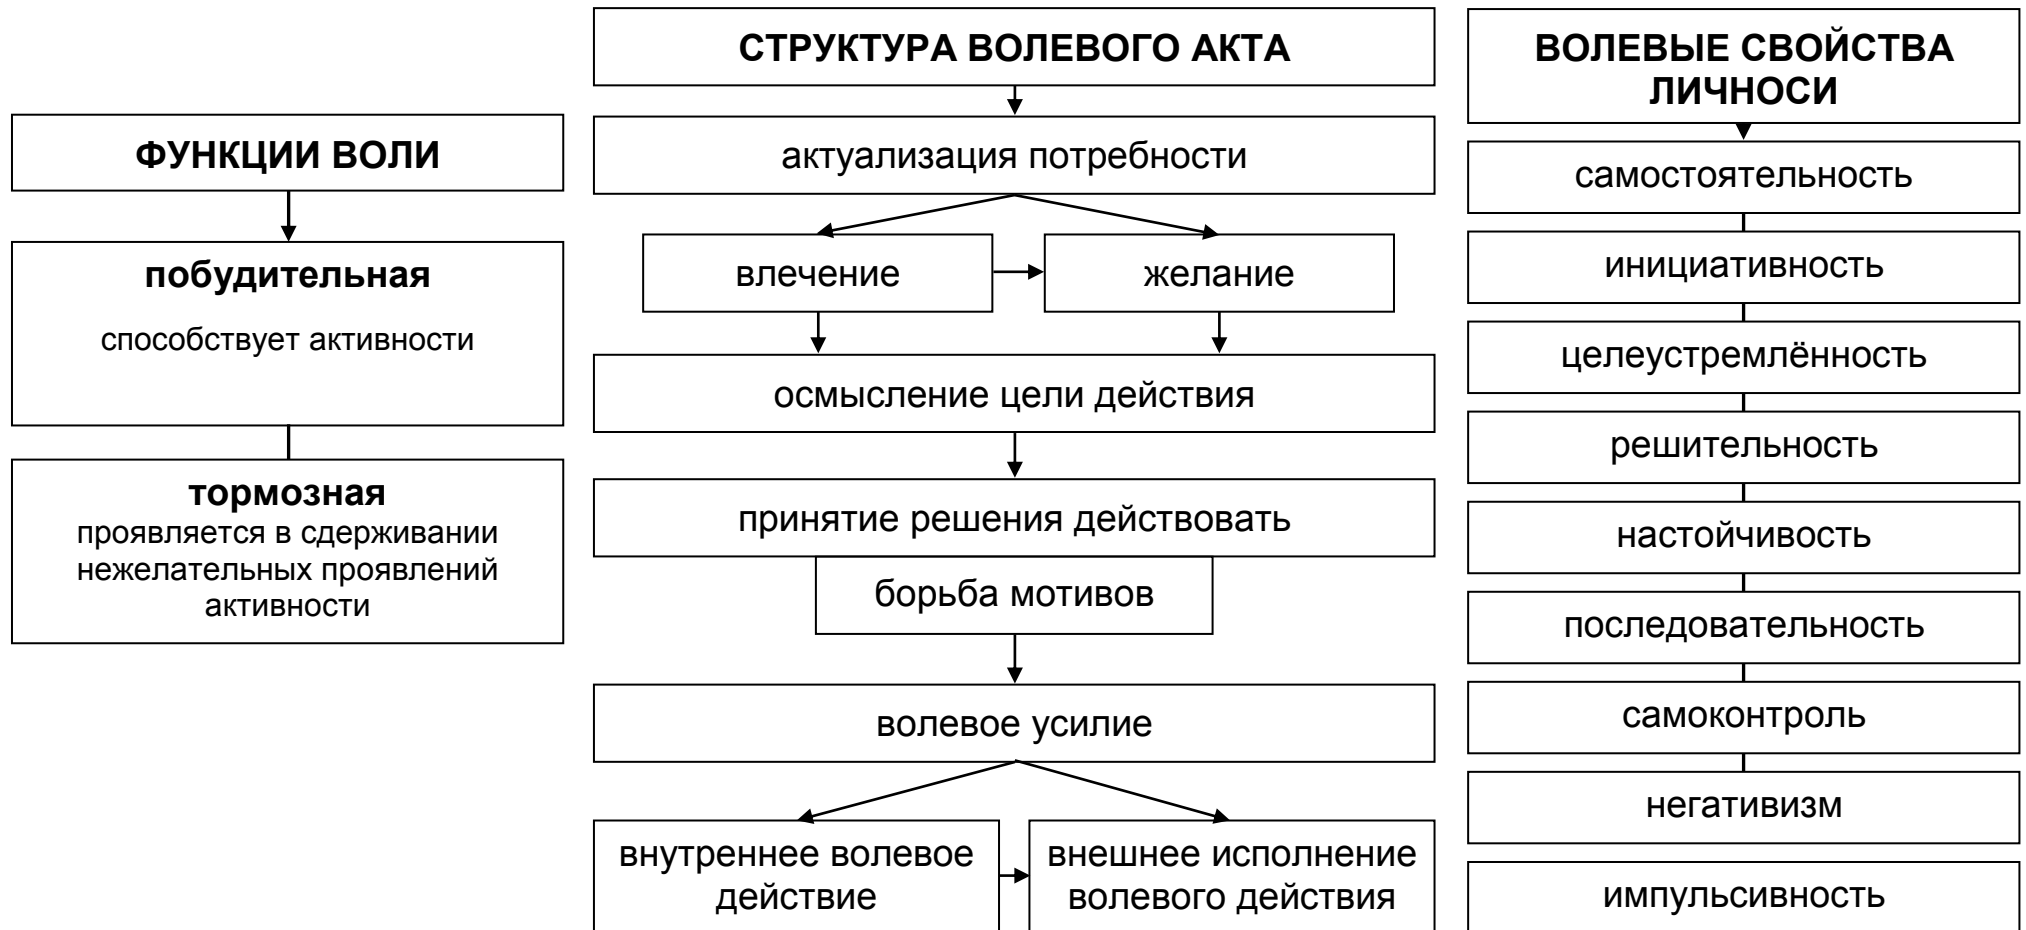 ФУНКЦИИ ВОЛИ
побудительная
способствует активности
тормозная
проявляется в сдерживании
нежелательных проявлений
активности
СТРУКТУРА ВОЛЕВОГО АКТА
актуализация потребности
влечение
желание
осмысление цели действия
принятие решения действовать
борьба мотивов
волевое усилие
внутреннее волевое
действие
внешнее исполнение
волевого действия
ВОЛЕВЫЕ СВОЙСТВА
ЛИЧНОСИ
самостоятельность
инициативность
целеустремлённость
решительность
настойчивость
последовательность
самоконтроль
негативизм
импульсивность